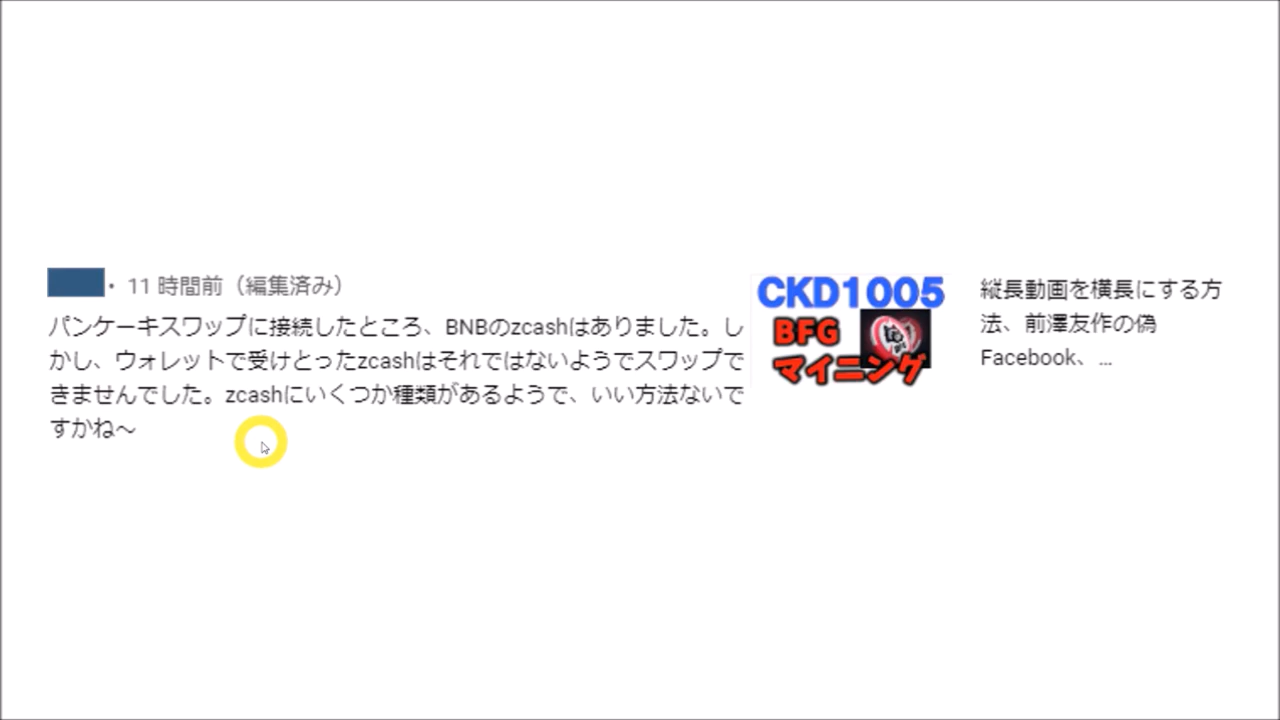 ・ 11 時間前（編集済み）
パンケーキスワップに接続したところ、BNBのzcashはありました。し
かし、ウォレットで受けとったzcashはそれではないようでスワップで
きませんでした。zcashにいくつか種類があるようで、いい方法ないで
すかね～
CKD1005
BFG
マイニング
縦長動画を横長にする方
法、前澤友作の偽
Facebook、...